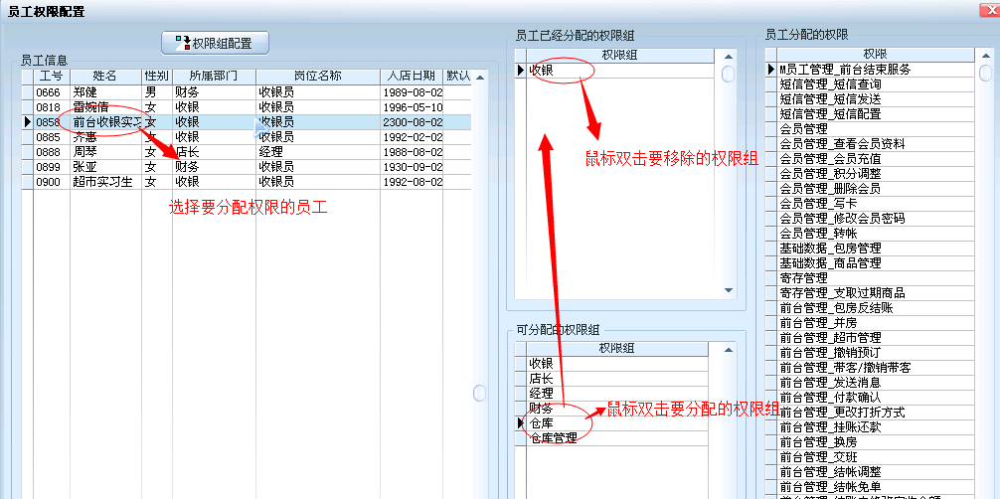 员工权限配置
权限组配置
员工信息
工号 姓名 性别 所属部门 岗位名称 入店日期 默认
0666 郑健 男 财务 收银员 1989-08-02
0818 雷婉倩 女 收银 收银员 1996-05-10
0858 前台收银实习 女 收银 收银员 2300-08-02
0885 齐惠 女 收银 收银员 1992-02-02
0888 周琴 女 店长 经理 1988-08-02
0899 张亚 女 财务 收银员 1930-09-02
0900 超市实习生 女 收银 收银员 1992-08-02
选择要分配权限的员工
员工已经分配的权限组
权限组
收银
鼠标双击要移除的权限组
可分配的权限组
权限组
收银
店长
经理
财务
仓库
仓库管理
鼠标双击要分配的权限组
员工分配的权限
权限
M员工管理_前台结束服务
短信管理_短信查询
短信管理_短信发送
短信管理_短信配置
会员管理
会员管理_查看会员资料
会员管理_会员充值
会员管理_积分调整
会员管理_删除会员
会员管理_写卡
会员管理_修改会员密码
会员管理_转帐
基础数据_包房管理
基础数据_商品管理
寄存管理
寄存管理_支取过期商品
前台管理_包房反结账
前台管理_并房
前台管理_超市管理
前台管理_撤销预订
前台管理_带客/撤销带客
前台管理_发送消息
前台管理_付款确认
前台管理_更改打折方式
前台管理_挂账还款
前台管理_换房
前台管理_交班
前台管理_结帐调整
前台管理_结帐免单